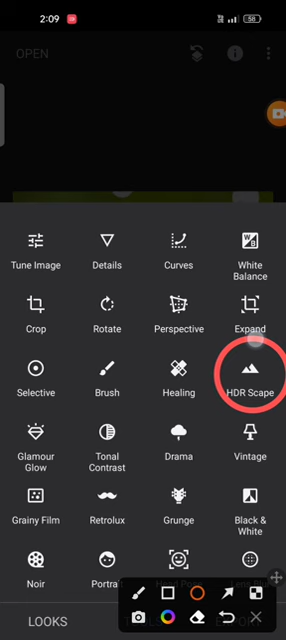 2:09
56
OPEN
Tune Image
Details
Curves
White
Balance
Crop
Rotate
Perspective
Expand
Selective
Brush
Healing
HDR Scape
Glamour
Glow
Tonal
Contrast
Drama
Vintage
Grainy Film
Retrolux
Grunge
Black &
White
Noir
LOOKS